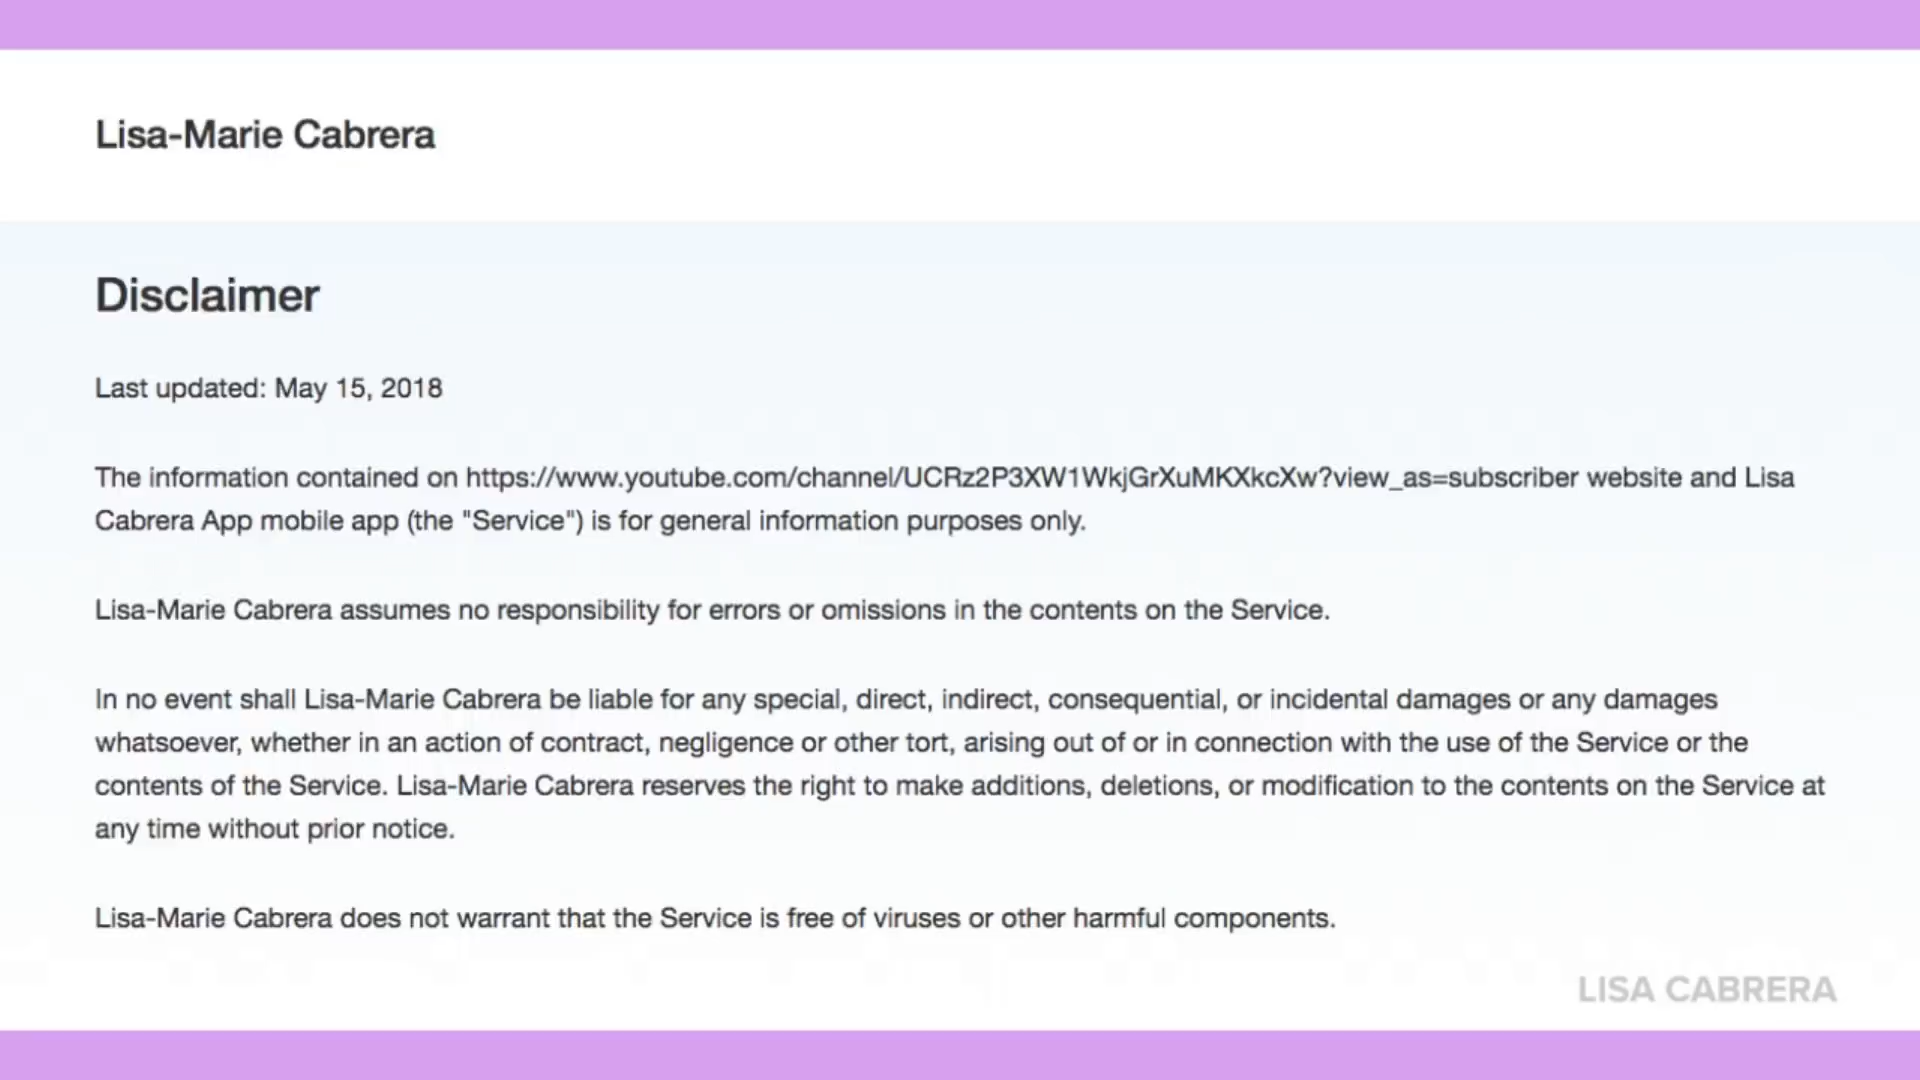 Lisa-Marie Cabrera
Disclaimer
Last updated: May 15, 2018
The information contained on https://www.youtube.com/channel/UCRz2P3XW1WkjGrXuMKXkcXw?view_as=subscriber website and Lisa
Cabrera App mobile app (the "Service") is for general information purposes only.
Lisa-Marie Cabrera assumes no responsibility for errors or omissions in the contents on the Service.
In no event shall Lisa-Marie Cabrera be liable for any special, direct, indirect, consequential, or incidental damages or any damages
whatsoever, whether in an action of contract, negligence or other tort, arising out of or in connection with the use of the Service or the
contents of the Service. Lisa-Marie Cabrera reserves the right to make additions, deletions, or modification to the contents on the Service at
any time without prior notice.
Lisa-Marie Cabrera does not warrant that the Service is free of viruses or other harmful components.
LISA CABRERA